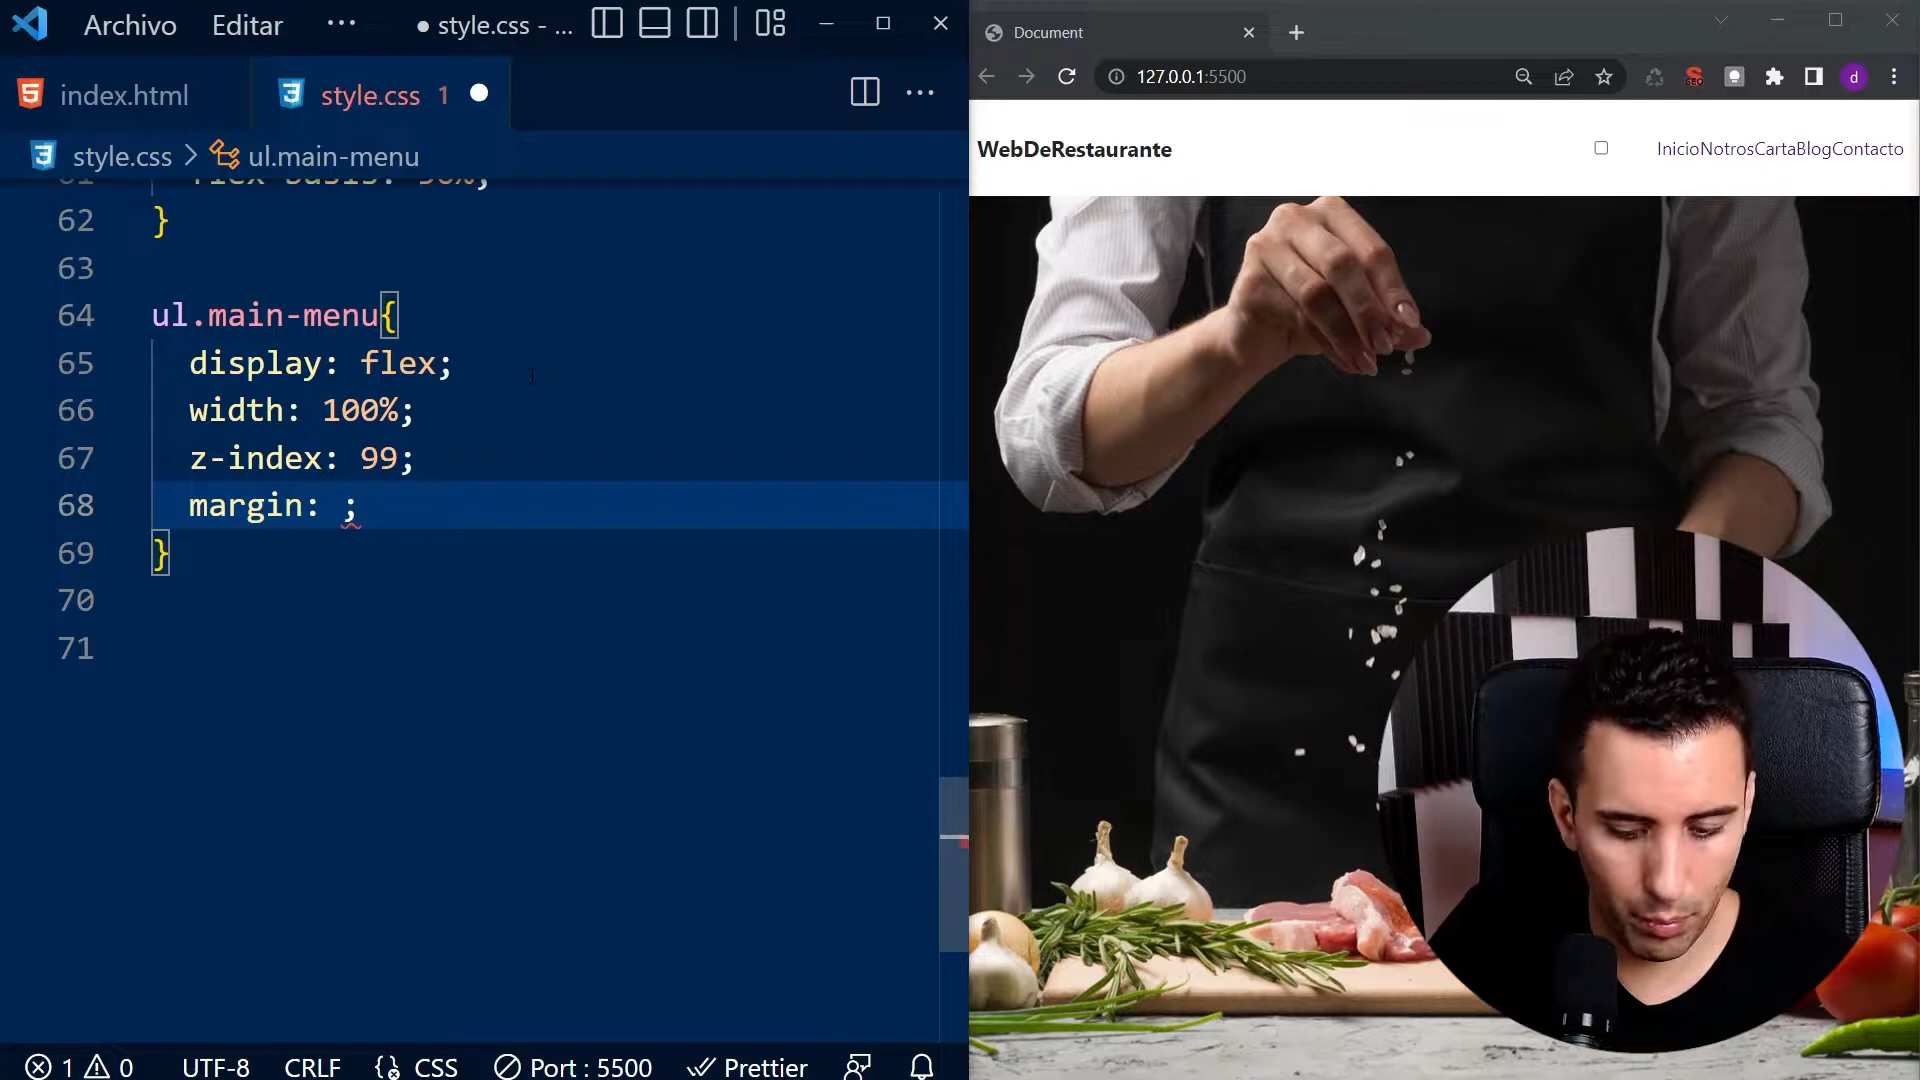 Archivo Editar ··· ● style.css - ...
index.html style.css 1
style.css > ul.main-menu
62 }
63
64 ul.main-menu{
65 display: flex;
66 width: 100%;
67 z-index: 99;
68 margin: ;
69 }
70
71
1 0 UTF-8 CRLF CSS Port : 5500 Prettier
Document
127.0.0.1:5500
SEO
d
WebDeRestaurante
InicioNotrosCartaBlogContacto